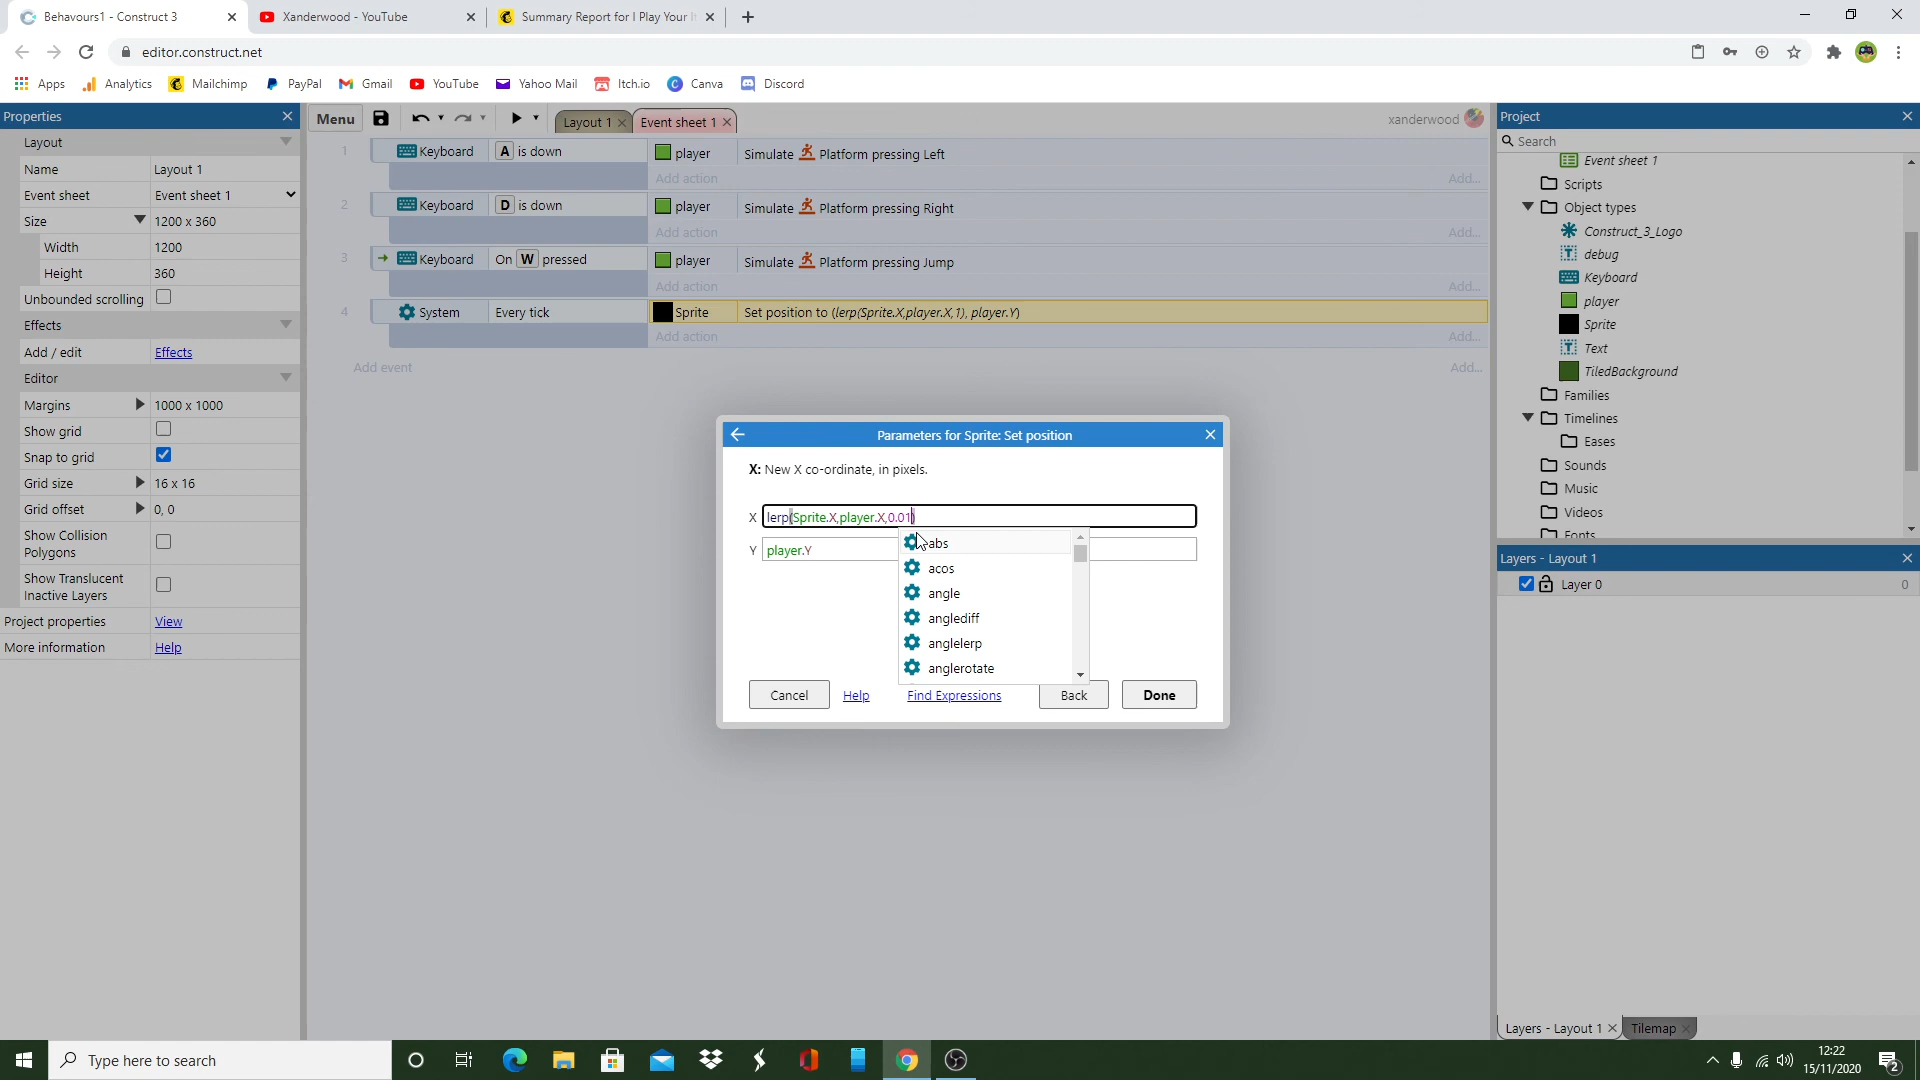 Behaviours1 - Construct 3
Xanderwood - YouTube
Summary Report for I Play Your I
editor.construct.net
Apps
Analytics
Mailchimp
PayPal
Gmail
YouTube
Yahoo Mail
Itch.io
Canva
Discord
Properties
Menu
Layout 1
Event sheet 1
xanderwood
Project
Layout
Name
Layout 1
Event sheet
Event sheet 1
Size
1200 x 360
Width
1200
Height
360
Unbounded scrolling
Effects
Add / edit
Effects
Editor
Margins
1000 x 1000
Show grid
Snap to grid
Grid size
16 x 16
Grid offset
0, 0
Show Collision
Polygons
Show Translucent
Inactive Layers
Project properties
View
More information
Help
1
Keyboard
A is down
player
Simulate Platform pressing Left
Add action
Add...
2
Keyboard
D is down
player
Simulate Platform pressing Right
Add action
Add...
3
Keyboard
On W pressed
player
Simulate Platform pressing Jump
Add action
Add...
4
System
Every tick
Sprite
Set position to (lerp(Sprite.X,player.X,1), player.Y)
Add action
Add...
Add event
Add...
Parameters for Sprite: Set position
X: New X co-ordinate, in pixels.
X
lerp(Sprite.X,player.X,0.01)
Y
player.Y
abs
acos
angle
anglediff
anglelerp
anglerotate
Cancel
Help
Find Expressions
Back
Done
Search
Event sheet 1
Scripts
Object types
Construct_3_Logo
debug
Keyboard
player
Sprite
Text
TiledBackground
Families
Timelines
Eases
Sounds
Music
Videos
Fonts
Layers - Layout 1
Layer 0
0
Layers - Layout 1
Tilemap
Type here to search
12:22
15/11/2020
2